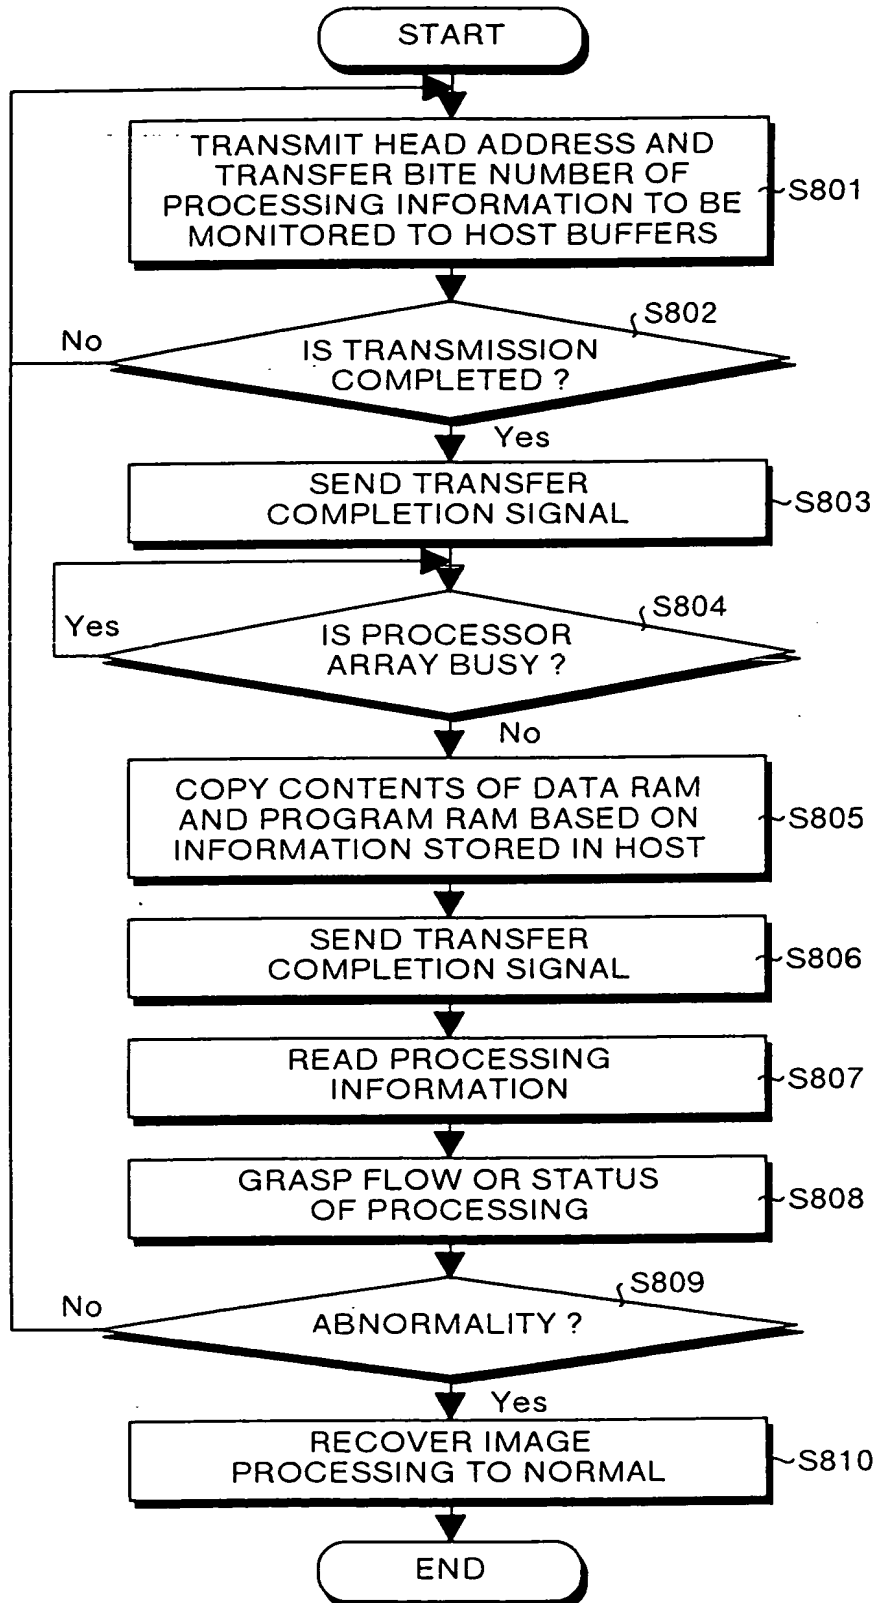 START
TRANSMIT HEAD ADDRESS AND
TRANSFER BITE NUMBER OF
PROCESSING INFORMATION TO BE
MONITORED TO HOST BUFFERS
S801
S802
No
IS TRANSMISSION
COMPLETED ?
Yes
SEND TRANSFER
COMPLETION SIGNAL
S803
S804
Yes
IS PROCESSOR
ARRAY BUSY ?
No
COPY CONTENTS OF DATA RAM
AND PROGRAM RAM BASED ON
INFORMATION STORED IN HOST
S805
SEND TRANSFER
COMPLETION SIGNAL
S806
READ PROCESSING
INFORMATION
S807
GRASP FLOW OR STATUS
OF PROCESSING
S808
S809
No
ABNORMALITY ?
Yes
RECOVER IMAGE
PROCESSING TO NORMAL
S810
END